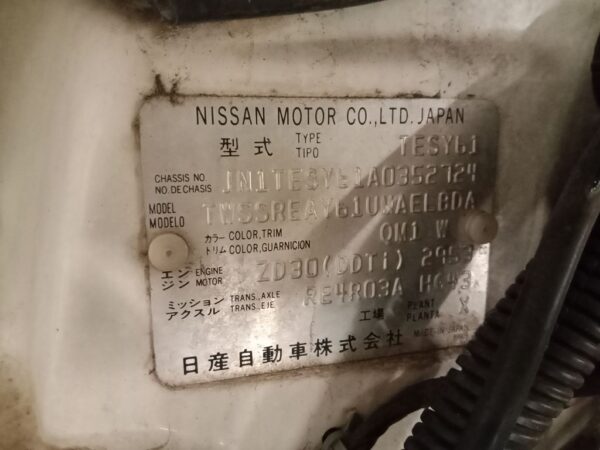 NISSAN MOTOR CO.,LTD. JAPAN
型式 TYPE TIPO TESY61
CHASSIS NO. NO. DE CHASIS JN1TESY61A0352724
MODEL MODELO
カラー COLOR, TRIM QM1 W
トリム COLOR, GUARNICION
エンジン ENGINE MOTOR ZD30(DDTi) 2953
ミッション アクスル TRANS., AXLE TRANS., EJE RE4R03A HG43
工場 PLANT PLANTA X
日産自動車株式会社 MADE IN JAPAN